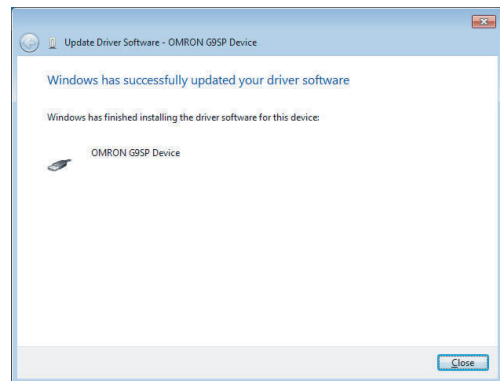 Update Driver Software - OMRON G9SP Device
Windows has successfully updated your driver software
Windows has finished installing the driver software for this device:
OMRON G9SP Device
Close